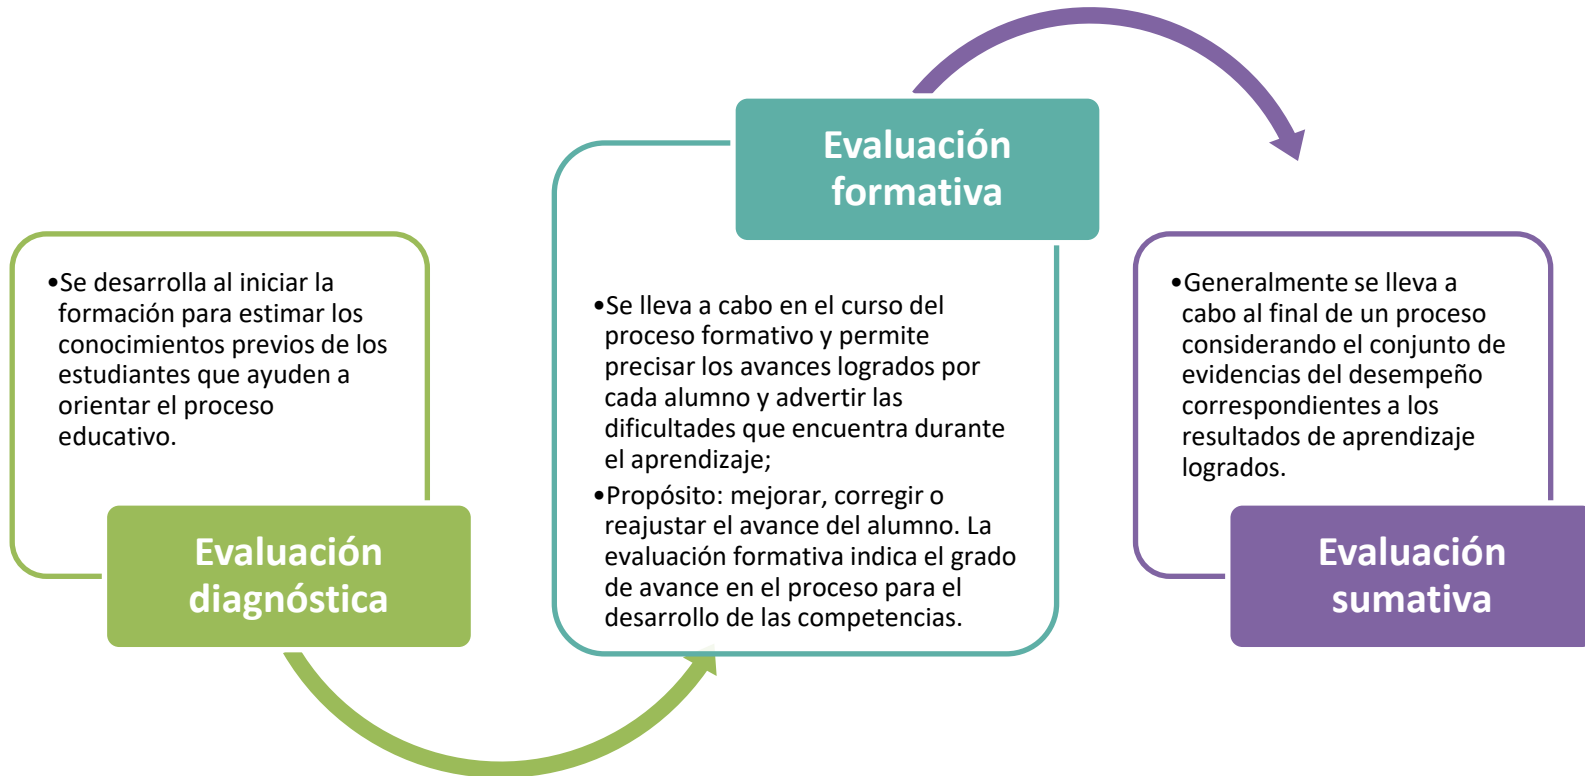 •Se desarrolla al iniciar la
formación para estimar los
conocimientos previos de los
estudiantes que ayuden a
orientar el proceso
educativo.
Evaluación
diagnóstica
Evaluación
formativa
•Se lleva a cabo en el curso del
proceso formativo y permite
precisar los avances logrados por
cada alumno y advertir las
dificultades que encuentra durante
el aprendizaje;
•Propósito: mejorar, corregir o
reajustar el avance del alumno. La
evaluación formativa indica el grado
de avance en el proceso para el
desarrollo de las competencias.
•Generalmente se lleva a
cabo al final de un proceso
considerando el conjunto de
evidencias del desempeño
correspondientes a los
resultados de aprendizaje
logrados.
Evaluación
sumativa